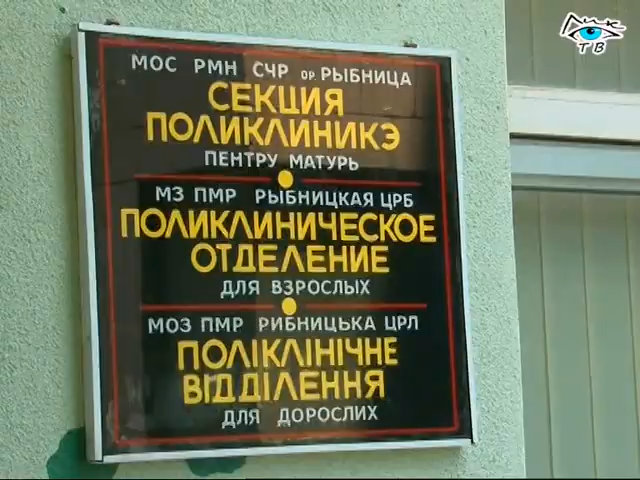 МОС РМН СЧР ОР. РЫБНИЦА
СЕКЦИЯ
ПОЛИКЛИНИКЭ
ПЕНТРУ МАТУРЬ
МЗ ПМР РЫБНИЦКАЯ ЦРБ
ПОЛИКЛИНИЧЕСКОЕ
ОТДЕЛЕНИЕ
ДЛЯ ВЗРОСЛЫХ
МОЗ ПМР РИБНИЦЬКА ЦРЛ
ПОЛІКЛІНІЧНЕ
ВІДДІЛЕННЯ
ДЛЯ ДОРОСЛИХ
ЛИК
ТВ